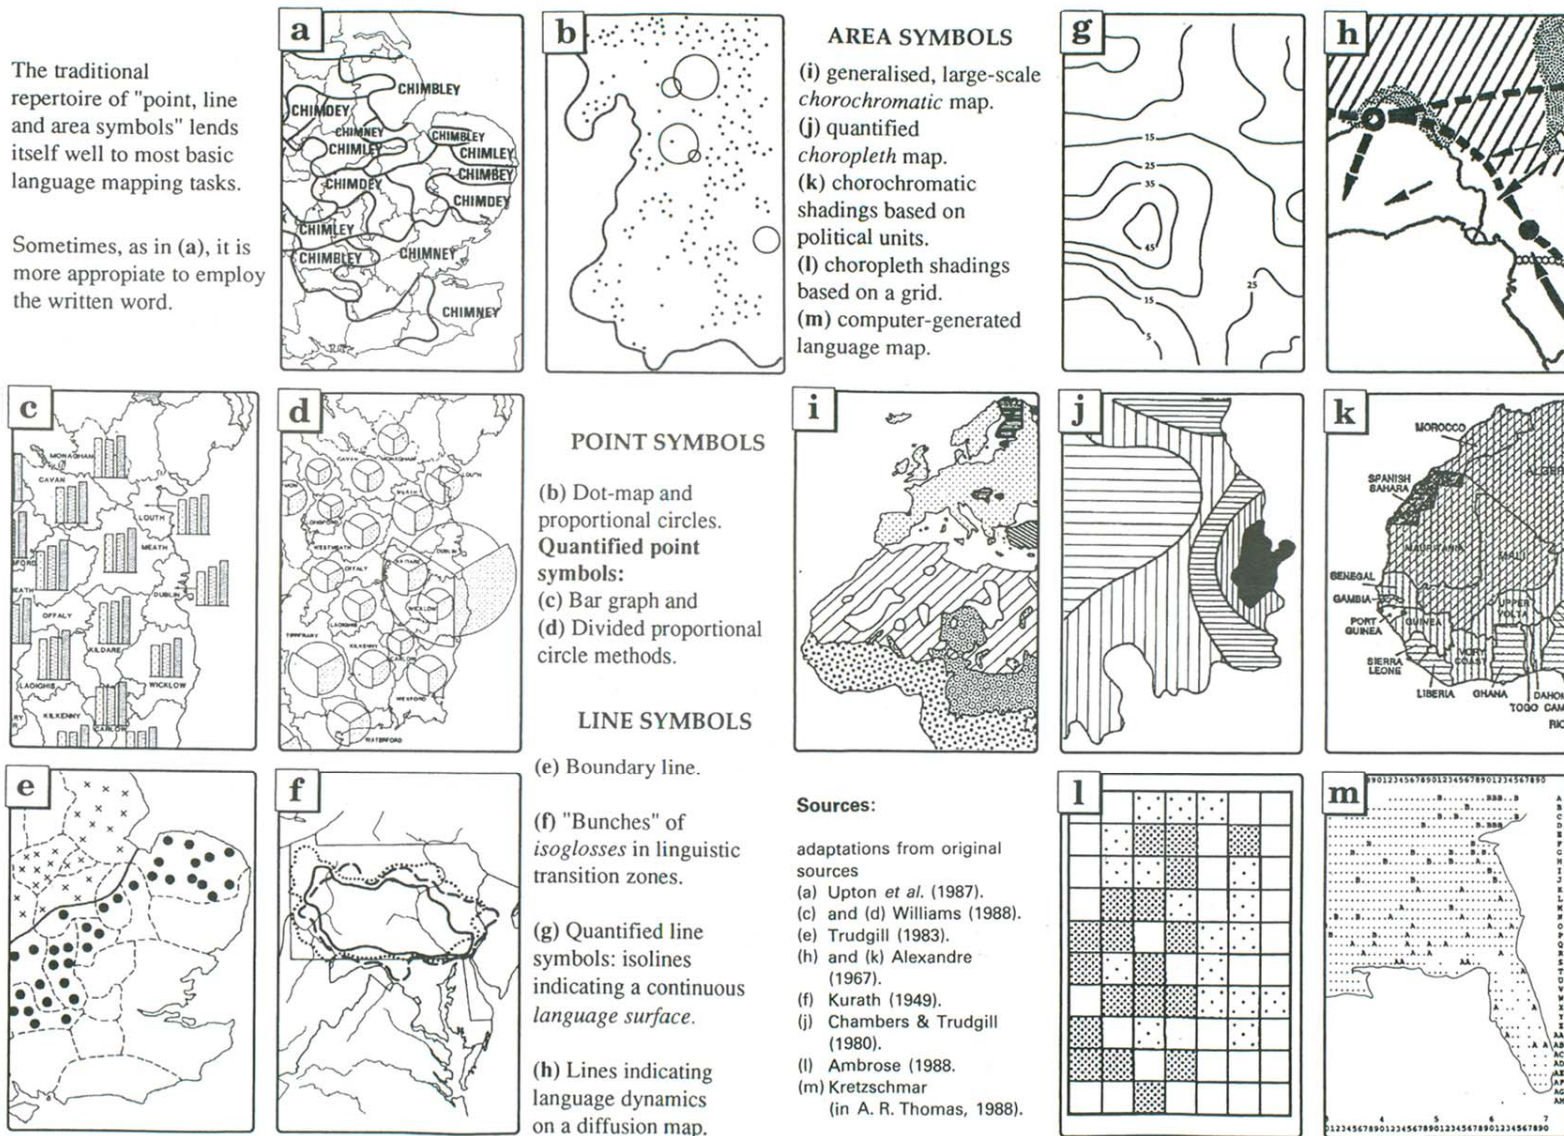 The traditional
repertoire of "point, line
and area symbols" lends
itself well to most basic
language mapping tasks.
Sometimes, as in (a), it is
more appropiate to employ
the written word.
a
CHIMBLEY
CHIMDEY
CHIMNEY
CHIMBLEY
CHIMLEY
CHIMLEY
CHIMBEY
CHIMDEY
CHIMDEY
CHIMLEY
CHIMBLEY
CHIMNEY
CHIMNEY
b
AREA SYMBOLS
(i) generalised, large-scale
chorochromatic map.
(j) quantified
choropleth map.
(k) chorochromatic
shadings based on
political units.
(l) choropleth shadings
based on a grid.
(m) computer-generated
language map.
g
15
25
35
45
25
15
5
h
c
MONAGHAN
CAVAN
LOUTH
MEATH
DUBLIN
OFFALY
KILDARE
LAOIGHIS
WICKLOW
KILKENNY
CARLOW
d
CAVAN
MONAGHAN
LOUTH
MEATH
LONGFORD
WESTMEATH
DUBLIN
OFFALY
KILDARE
WICKLOW
LAOIGHIS
TIPPERARY
KILKENNY
CARLOW
WEXFORD
WATERFORD
POINT SYMBOLS
(b) Dot-map and
proportional circles.
Quantified point
symbols:
(c) Bar graph and
(d) Divided proportional
circle methods.
LINE SYMBOLS
(e) Boundary line.
(f) "Bunches" of
isoglosses in linguistic
transition zones.
(g) Quantified line
symbols: isolines
indicating a continuous
language surface.
(h) Lines indicating
language dynamics
on a diffusion map.
i
j
k
MOROCCO
SPANISH
SAHARA
MAURITANIA
MALI
SENEGAL
GAMBIA
PORT
GUINEA
GUINEA
UPPER
VOLTA
SIERRA
LEONE
IVORY
COAST
LIBERIA
GHANA
TOGO
e
f
Sources:
adaptations from original
sources
(a) Upton et al. (1987).
(c) and (d) Williams (1988).
(e) Trudgill (1983).
(h) and (k) Alexandre
(1967).
(f) Kurath (1949).
(j) Chambers & Trudgill
(1980).
(l) Ambrose (1988.
(m) Kretzschmar
(in A. R. Thomas, 1988).
l
m